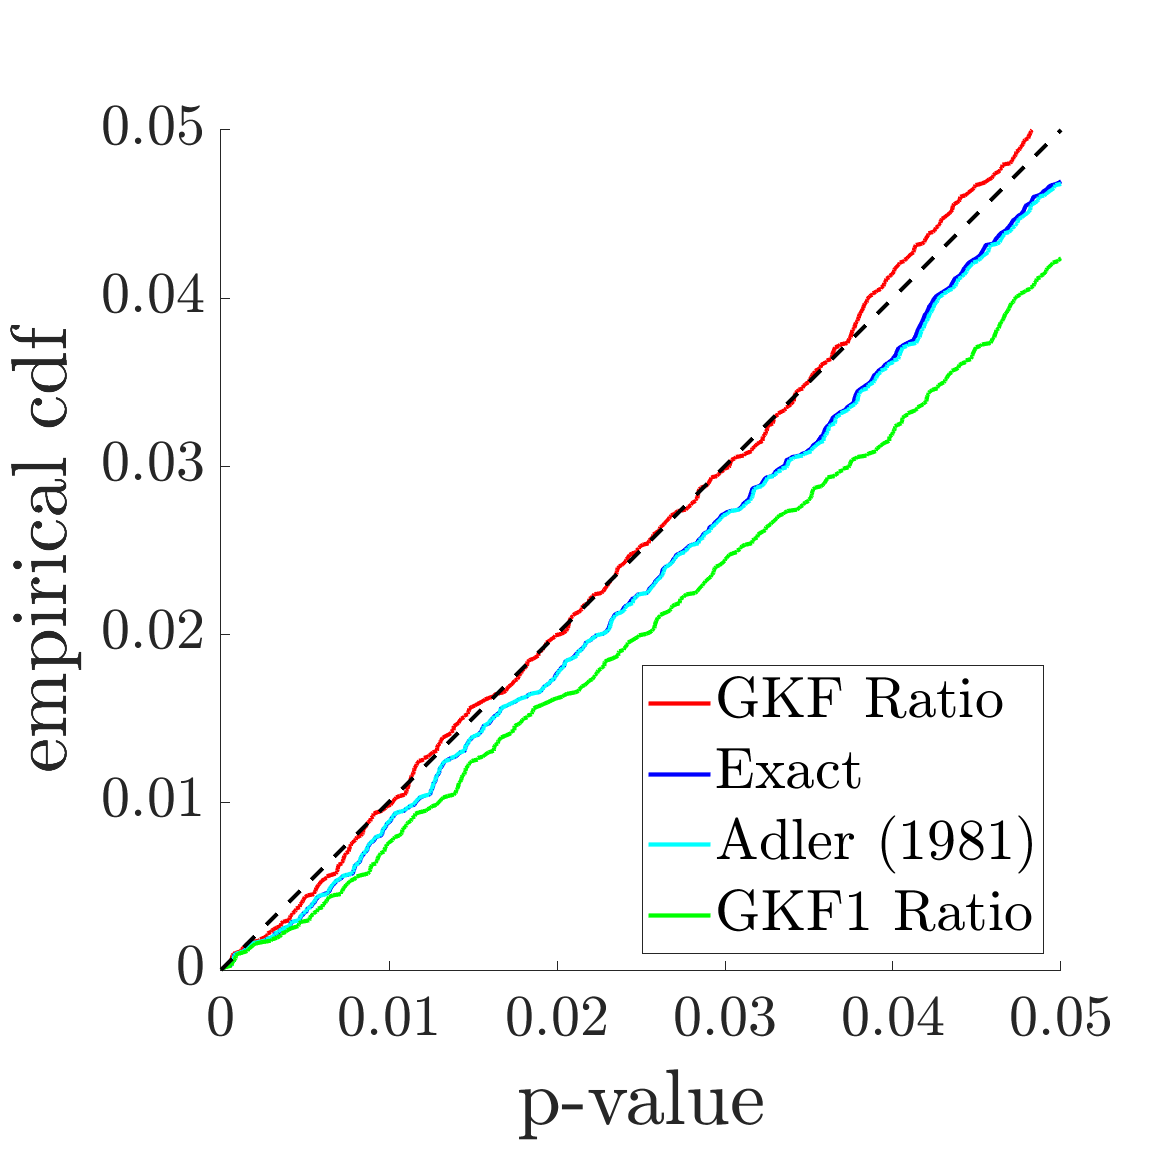 0.05
0.04
0.03
0.02
0.01
0
empirical cdf
GKF Ratio
Exact
Adler (1981)
GKF1 Ratio
0 0.01 0.02 0.03 0.04 0.05
p-value